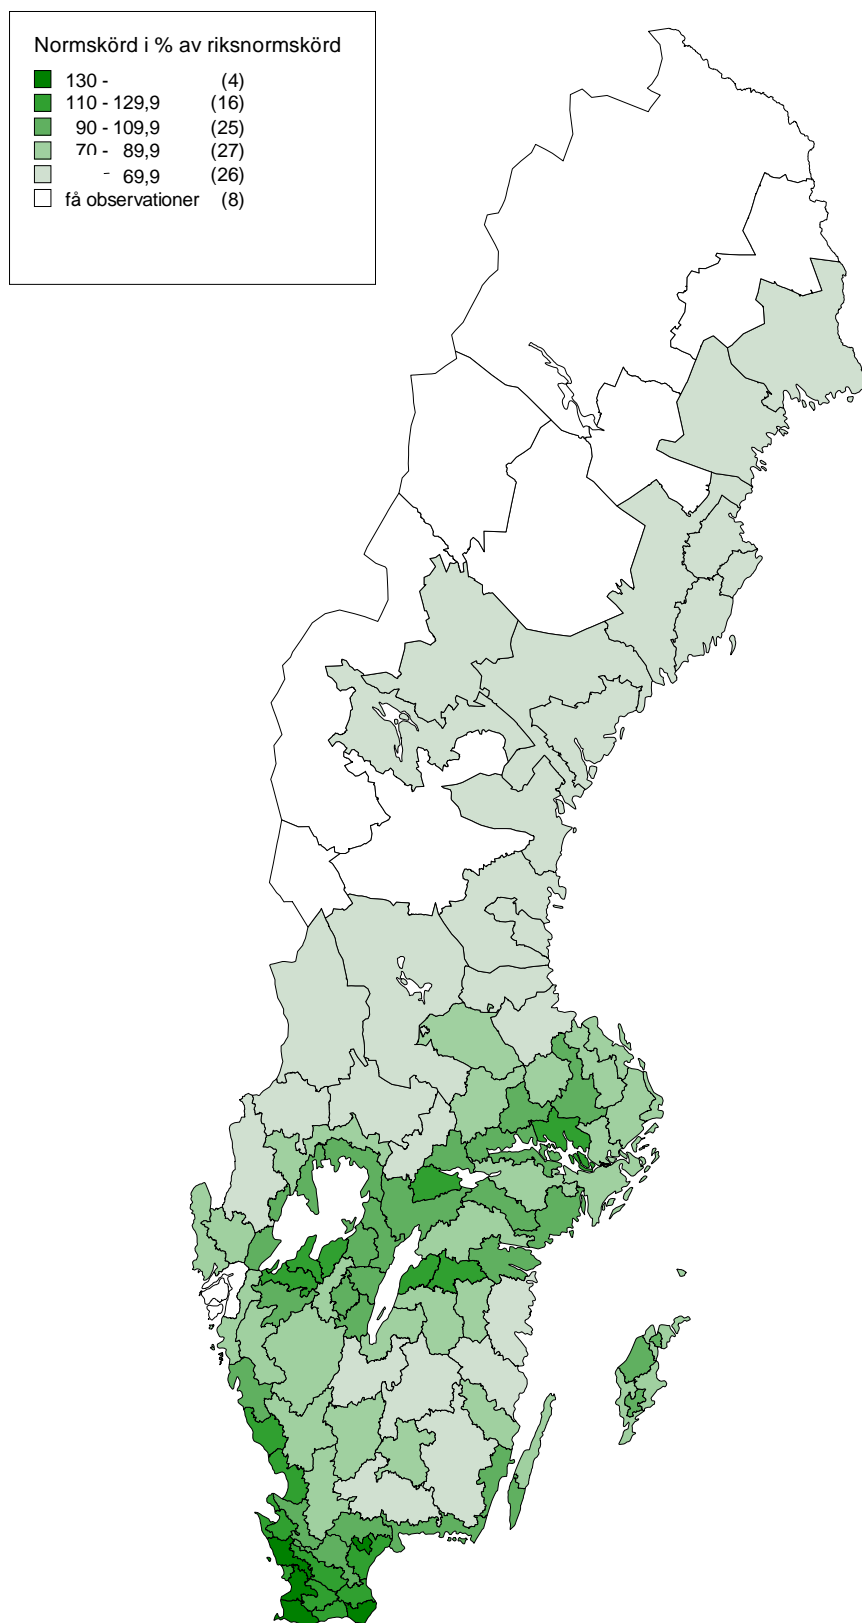 Normskörd i % av riksnormskörd
130 - (4)
110 - 129,9 (16)
90 - 109,9 (25)
70 - 89,9 (27)
- 69,9 (26)
få observationer (8)